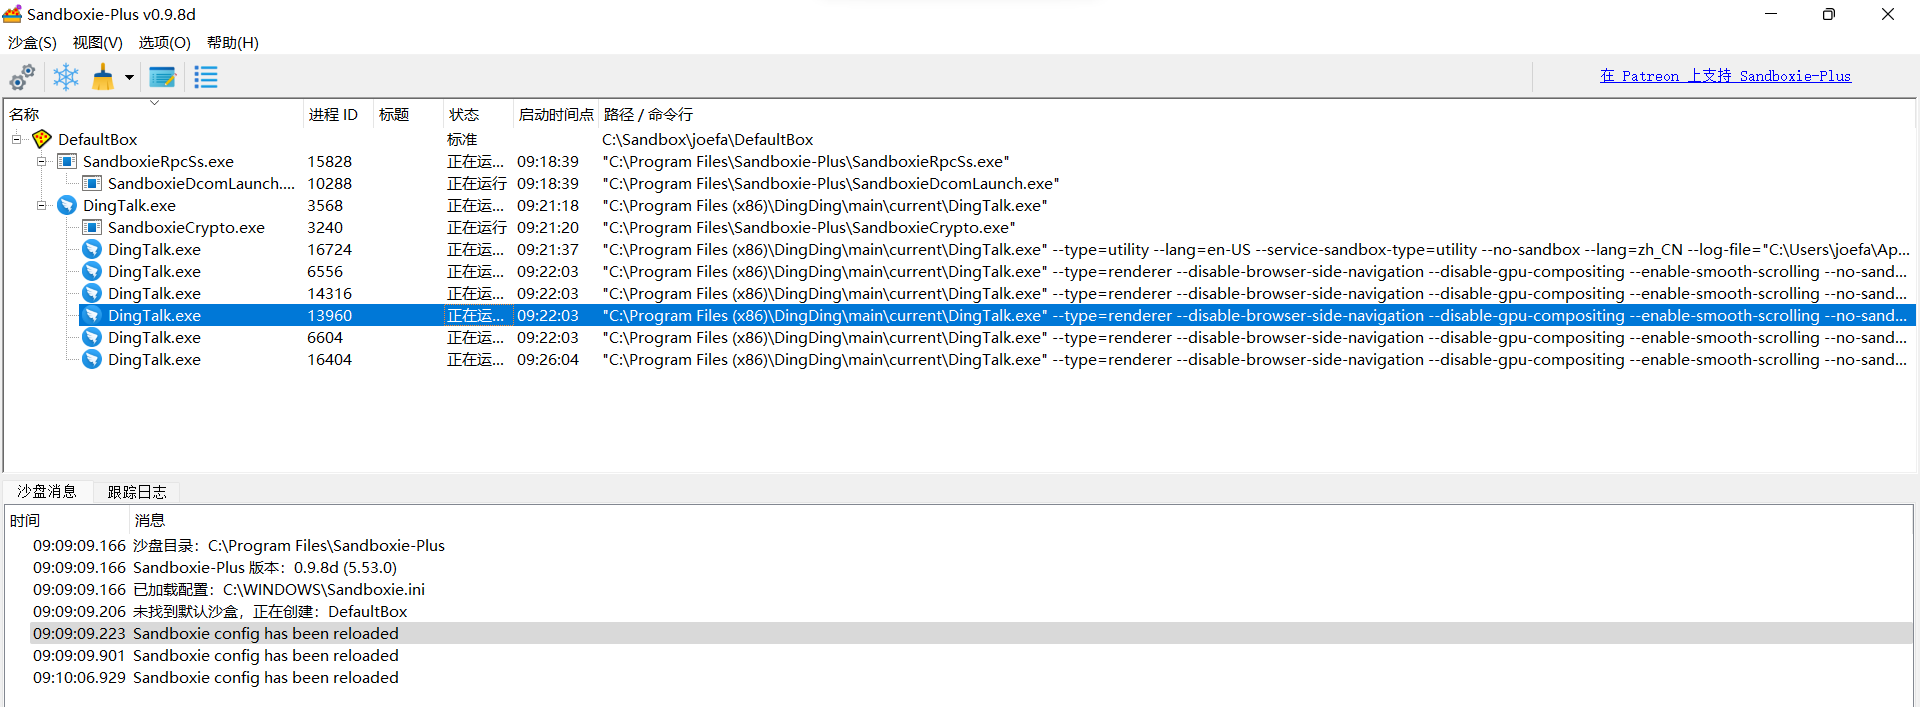 Sandboxie-Plus v0.9.8d
沙盒(S) 视图(V) 选项(O) 帮助(H)
在 Patreon 上支持 Sandboxie-Plus
名称 进程 ID 标题 状态 启动时间点 路径 / 命令行
DefaultBox 标准 C:\Sandbox\joefa\DefaultBox
SandboxieRpcSs.exe 15828 正在运... 09:18:39 "C:\Program Files\Sandboxie-Plus\SandboxieRpcSs.exe"
SandboxieDcomLaunch.... 10288 正在运行 09:18:39 "C:\Program Files\Sandboxie-Plus\SandboxieDcomLaunch.exe"
DingTalk.exe 3568 正在运... 09:21:18 "C:\Program Files (x86)\DingDing\main\current\DingTalk.exe"
SandboxieCrypto.exe 3240 正在运行 09:21:20 "C:\Program Files\Sandboxie-Plus\SandboxieCrypto.exe"
DingTalk.exe 16724 正在运... 09:21:37 "C:\Program Files (x86)\DingDing\main\current\DingTalk.exe" --type=utility --lang=en-US --service-sandbox-type=utility --no-sandbox --lang=zh_CN --log-file="C:\Users\joefa\Ap...
DingTalk.exe 6556 正在运... 09:22:03 "C:\Program Files (x86)\DingDing\main\current\DingTalk.exe" --type=renderer --disable-browser-side-navigation --disable-gpu-compositing --enable-smooth-scrolling --no-sand...
DingTalk.exe 14316 正在运... 09:22:03 "C:\Program Files (x86)\DingDing\main\current\DingTalk.exe" --type=renderer --disable-browser-side-navigation --disable-gpu-compositing --enable-smooth-scrolling --no-sand...
DingTalk.exe 13960 正在运... 09:22:03 "C:\Program Files (x86)\DingDing\main\current\DingTalk.exe" --type=renderer --disable-browser-side-navigation --disable-gpu-compositing --enable-smooth-scrolling --no-sand...
DingTalk.exe 6604 正在运... 09:22:03 "C:\Program Files (x86)\DingDing\main\current\DingTalk.exe" --type=renderer --disable-browser-side-navigation --disable-gpu-compositing --enable-smooth-scrolling --no-sand...
DingTalk.exe 16404 正在运... 09:26:04 "C:\Program Files (x86)\DingDing\main\current\DingTalk.exe" --type=renderer --disable-browser-side-navigation --disable-gpu-compositing --enable-smooth-scrolling --no-sand...
沙盘消息 跟踪日志
时间 消息
09:09:09.166 沙盘目录：C:\Program Files\Sandboxie-Plus
09:09:09.166 Sandboxie-Plus 版本：0.9.8d (5.53.0)
09:09:09.166 已加载配置：C:\WINDOWS\Sandboxie.ini
09:09:09.206 未找到默认沙盒，正在创建：DefaultBox
09:09:09.223 Sandboxie config has been reloaded
09:09:09.901 Sandboxie config has been reloaded
09:10:06.929 Sandboxie config has been reloaded